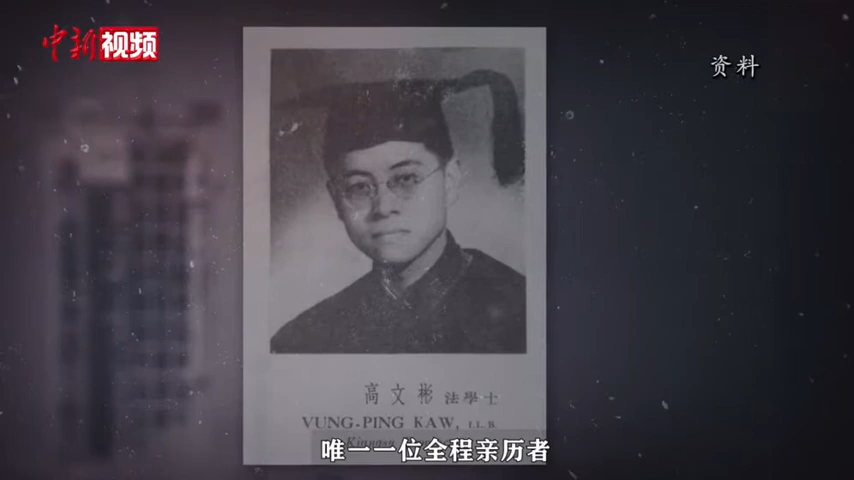 中新视频
资料
高文彬 法學士
VUNG-PING KAW, LL.B.
Kiangsu
唯一一位全程亲历者